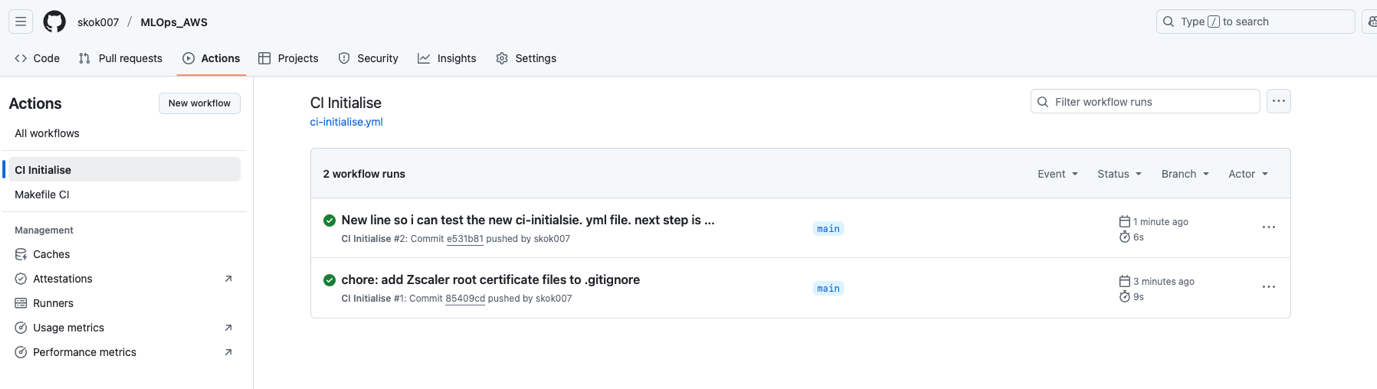 skok007 / MLOps_AWS
Type / to search
Code Pull requests Actions Projects Security Insights Settings
Actions
New workflow
All workflows
CI Initialise
Makefile CI
Management
Caches
Attestations
Runners
Usage metrics
Performance metrics
CI Initialise
ci-initialise.yml
Filter workflow runs
2 workflow runs
Event Status Branch Actor
New line so i can test the new ci-initialsie. yml file. next step is ...
CI Initialise #2: Commit e531b81 pushed by skok007
main
1 minute ago
6s
chore: add Zscaler root certificate files to .gitignore
CI Initialise #1: Commit 85409cd pushed by skok007
main
3 minutes ago
9s